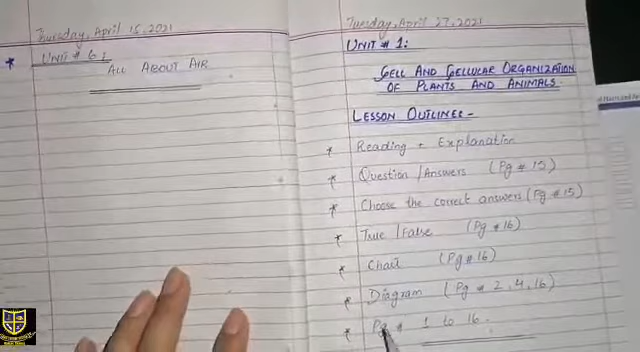 Thursday, April 15, 2021
* Unit # 6:
All About Air
Tuesday, April 27, 2021
Unit # 1:
Cell And Cellular Organization
Of Plants And Animals.
Lesson Outline:-
* Reading + Explanation
* Question/Answers (Pg # 15)
* Choose the correct answers (Pg # 15)
* True/False (Pg # 16)
* Chart (Pg # 16)
* Diagram (Pg # 2, 4, 16)
* Pg # 1 to 16.